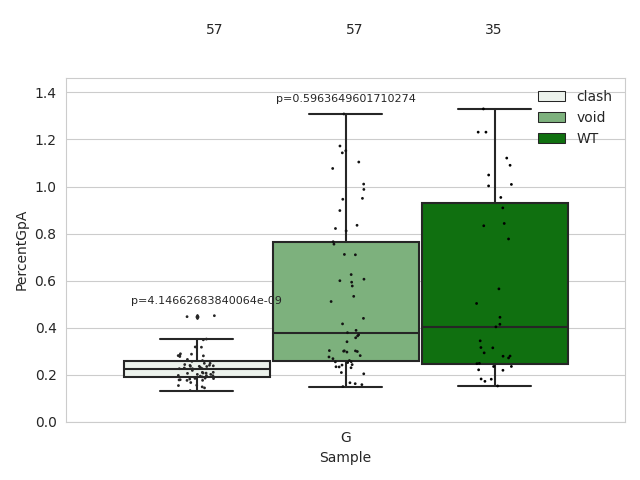 57 57 35
p=0.5963649601710274
p=4.14662683840064e-09
clash
void
WT
PercentGpA
1.4
1.2
1.0
0.8
0.6
0.4
0.2
0.0
G
Sample